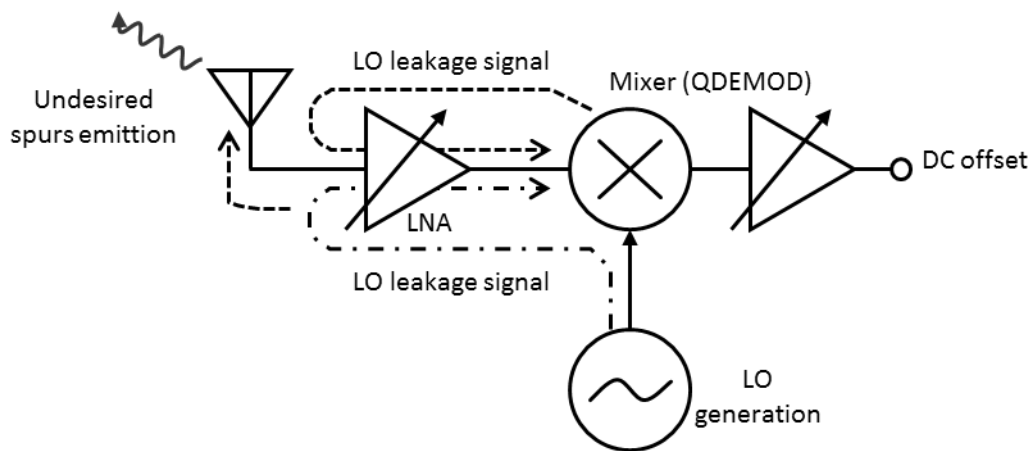 LO leakage signal
Mixer (QDEMOD)
Undesired
spurs emittion
DC offset
LNA
LO leakage signal
LO
generation